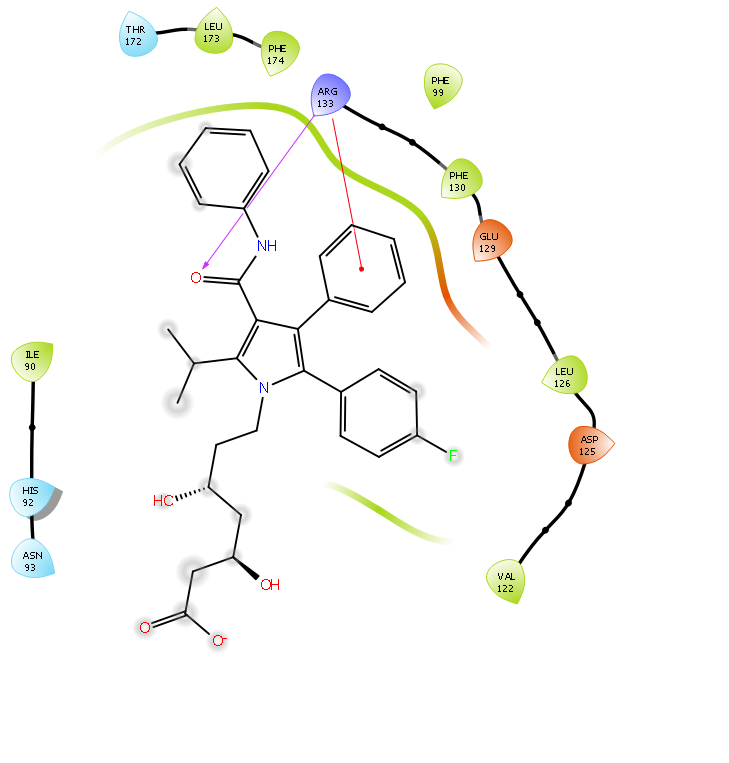 THR
172
LEU
173
PHE
174
ARG
133
PHE
99
PHE
130
GLU
129
NH
O
ILE
90
LEU
126
N
ASP
125
F
HIS
92
HC
ASN
93
VAL
122
OH
O
O-